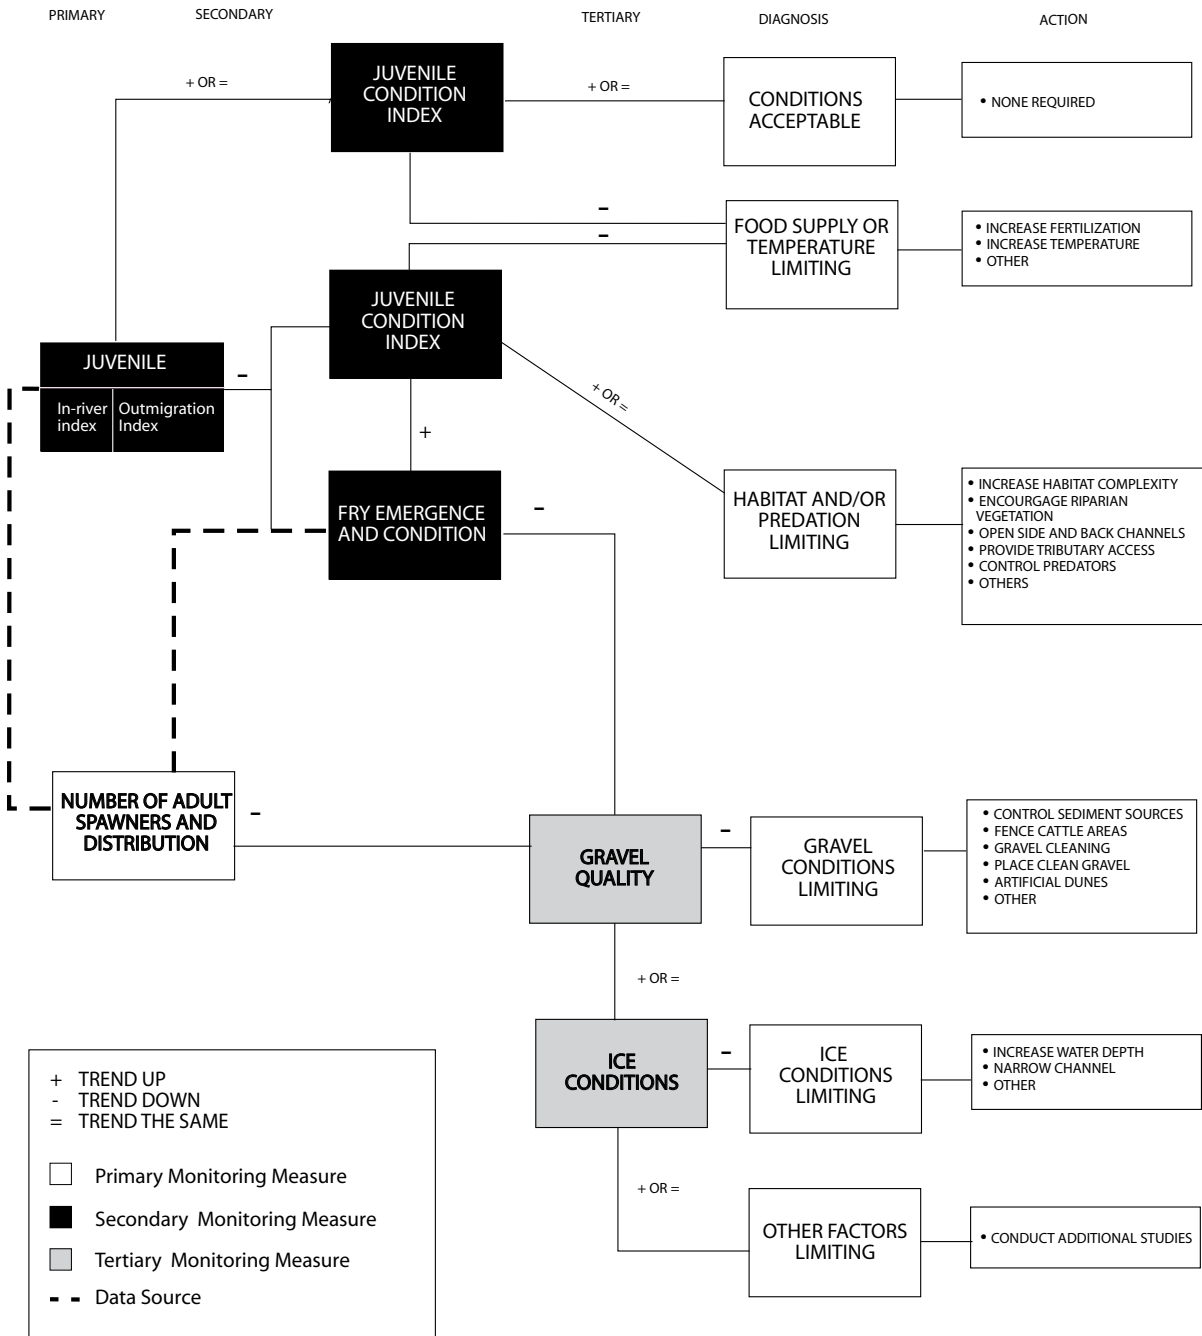 PRIMARY
SECONDARY
TERTIARY
DIAGNOSIS
ACTION
+ OR =
JUVENILE
CONDITION
INDEX
+ OR =
CONDITIONS
ACCEPTABLE
• NONE REQUIRED
-
-
FOOD SUPPLY OR
TEMPERATURE
LIMITING
• INCREASE FERTILIZATION
• INCREASE TEMPERATURE
• OTHER
JUVENILE
In-river
index
Outmigration
Index
-
JUVENILE
CONDITION
INDEX
+ OR =
+
FRY EMERGENCE
AND CONDITION
-
HABITAT AND/OR
PREDATION
LIMITING
• INCREASE HABITAT COMPLEXITY
• ENCOURGAGE RIPARIAN
VEGETATION
• OPEN SIDE AND BACK CHANNELS
• PROVIDE TRIBUTARY ACCESS
• CONTROL PREDATORS
• OTHERS
NUMBER OF ADULT
SPAWNERS AND
DISTRIBUTION
-
GRAVEL
QUALITY
-
GRAVEL
CONDITIONS
LIMITING
• CONTROL SEDIMENT SOURCES
• FENCE CATTLE AREAS
• GRAVEL CLEANING
• PLACE CLEAN GRAVEL
• ARTIFICIAL DUNES
• OTHER
+ OR =
ICE
CONDITIONS
-
ICE
CONDITIONS
LIMITING
• INCREASE WATER DEPTH
• NARROW CHANNEL
• OTHER
+ OR =
OTHER FACTORS
LIMITING
• CONDUCT ADDITIONAL STUDIES
+ TREND UP
- TREND DOWN
= TREND THE SAME
Primary Monitoring Measure
Secondary Monitoring Measure
Tertiary Monitoring Measure
Data Source